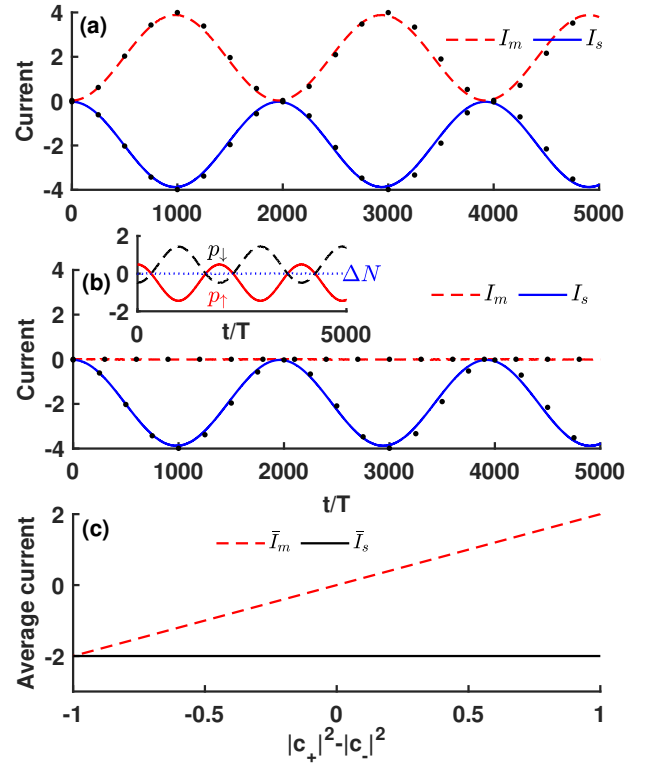 (a)
I_m I_s
Current
4
2
0
-2
-4
0 1000 2000 3000 4000 5000
(b)
2
0
-2
p↓
p↑
ΔN
0 5000
t/T
I_m I_s
Current
4
2
0
-2
-4
0 1000 2000 3000 4000 5000
t/T
(c)
Ī_m Ī_s
Average current
2
0
-2
-1 -0.5 0 0.5 1
|c_+|^2-|c_-|^2